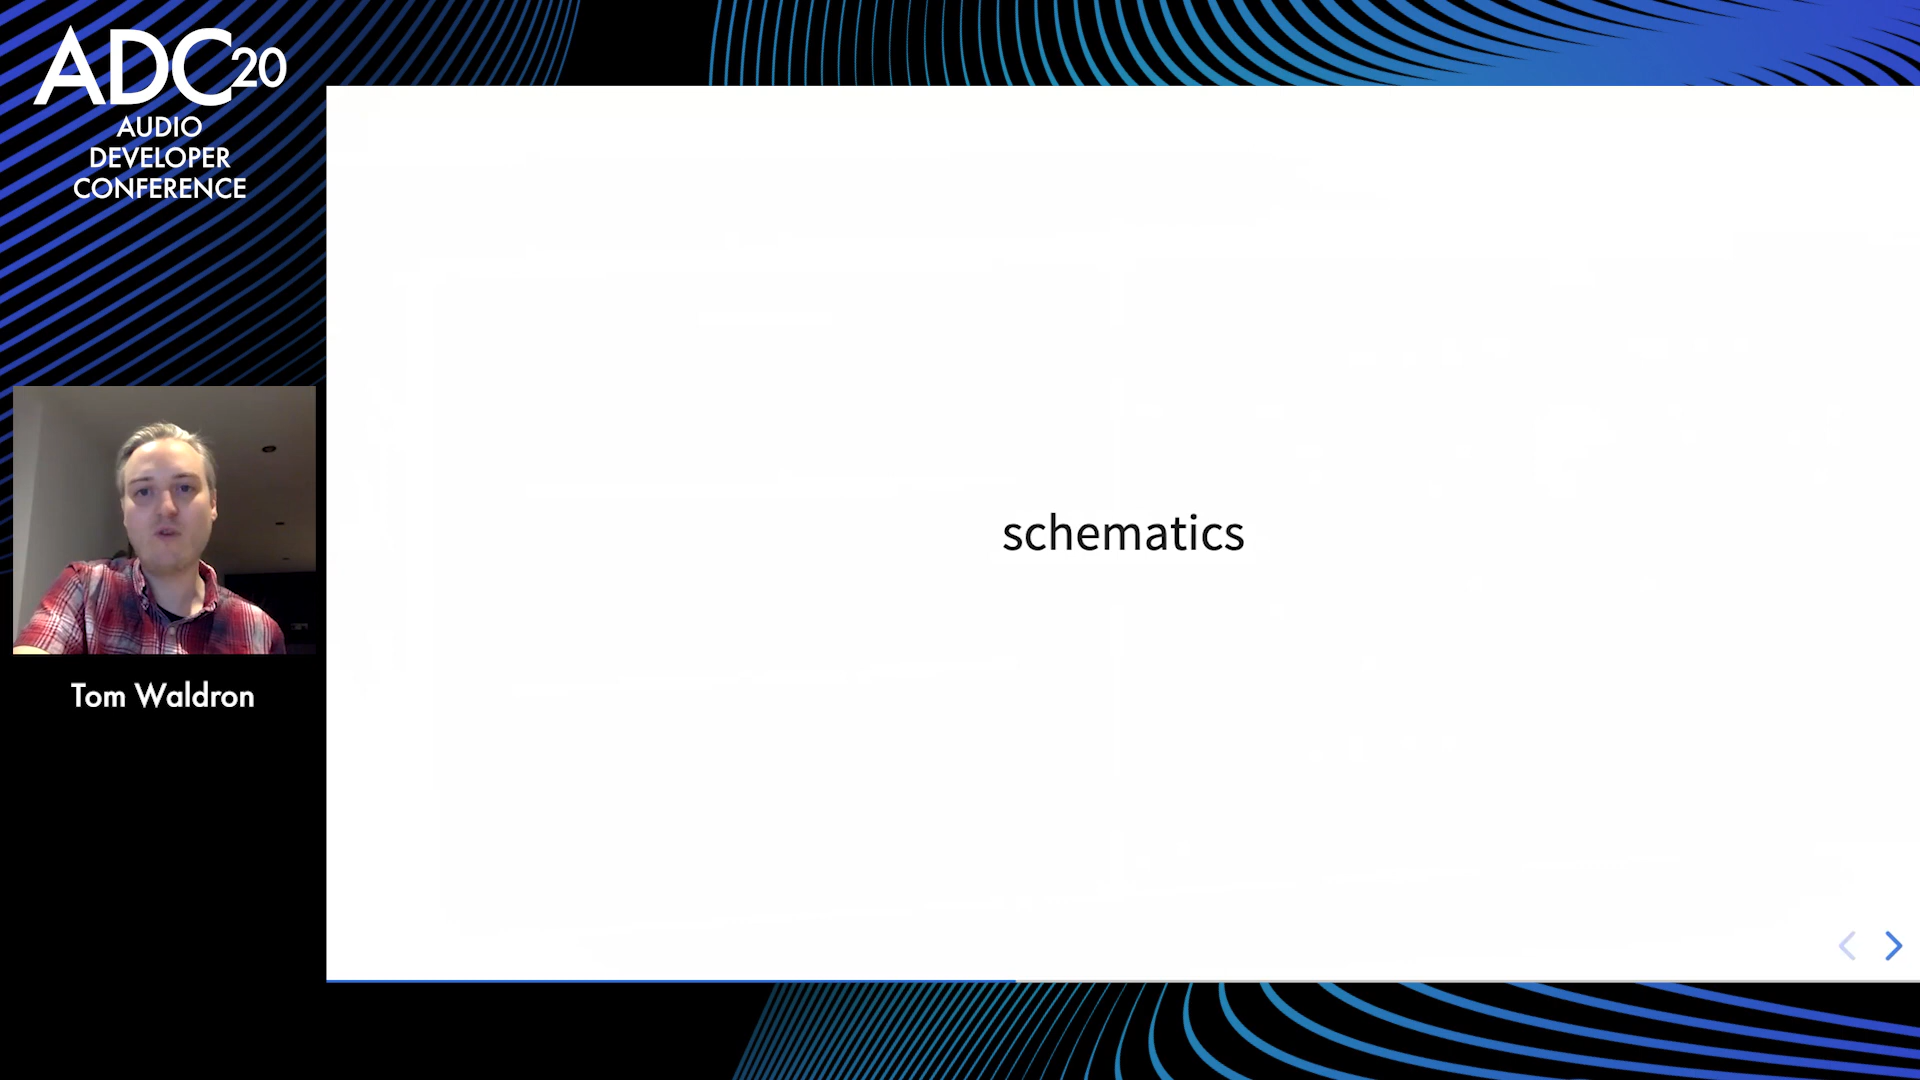 ADC20
AUDIO
DEVELOPER
CONFERENCE
schematics
Tom Waldron